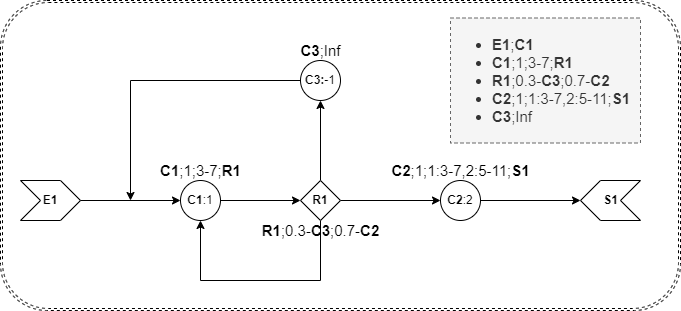 C3;Inf
C3:-1
E1;C1
C1;1;3-7;R1
R1;0.3-C3;0.7-C2
C2;1;1:3-7,2:5-11;S1
C3;Inf
C1;1;3-7;R1
C2;1;1:3-7,2:5-11;S1
E1
C1:1
R1
C2:2
S1
R1;0.3-C3;0.7-C2